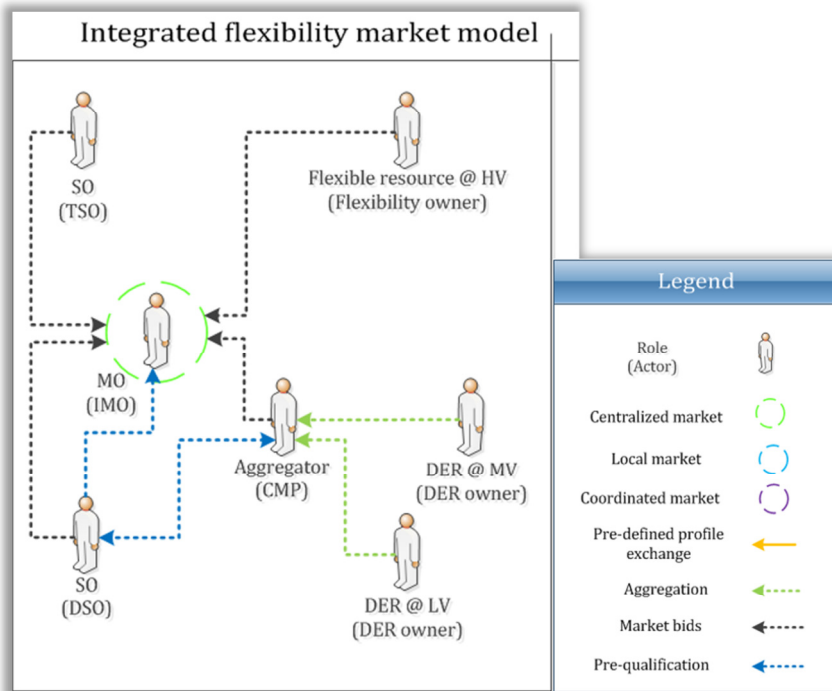 Integrated flexibility market model
SO
(TSO)
Flexible resource @ HV
(Flexibility owner)
MO
(IMO)
Aggregator
(CMP)
DER @ MV
(DER owner)
SO
(DSO)
DER @ LV
(DER owner)
Legend
Role
(Actor)
Centralized market
Local market
Coordinated market
Pre-defined profile
exchange
Aggregation
Market bids
Pre-qualification